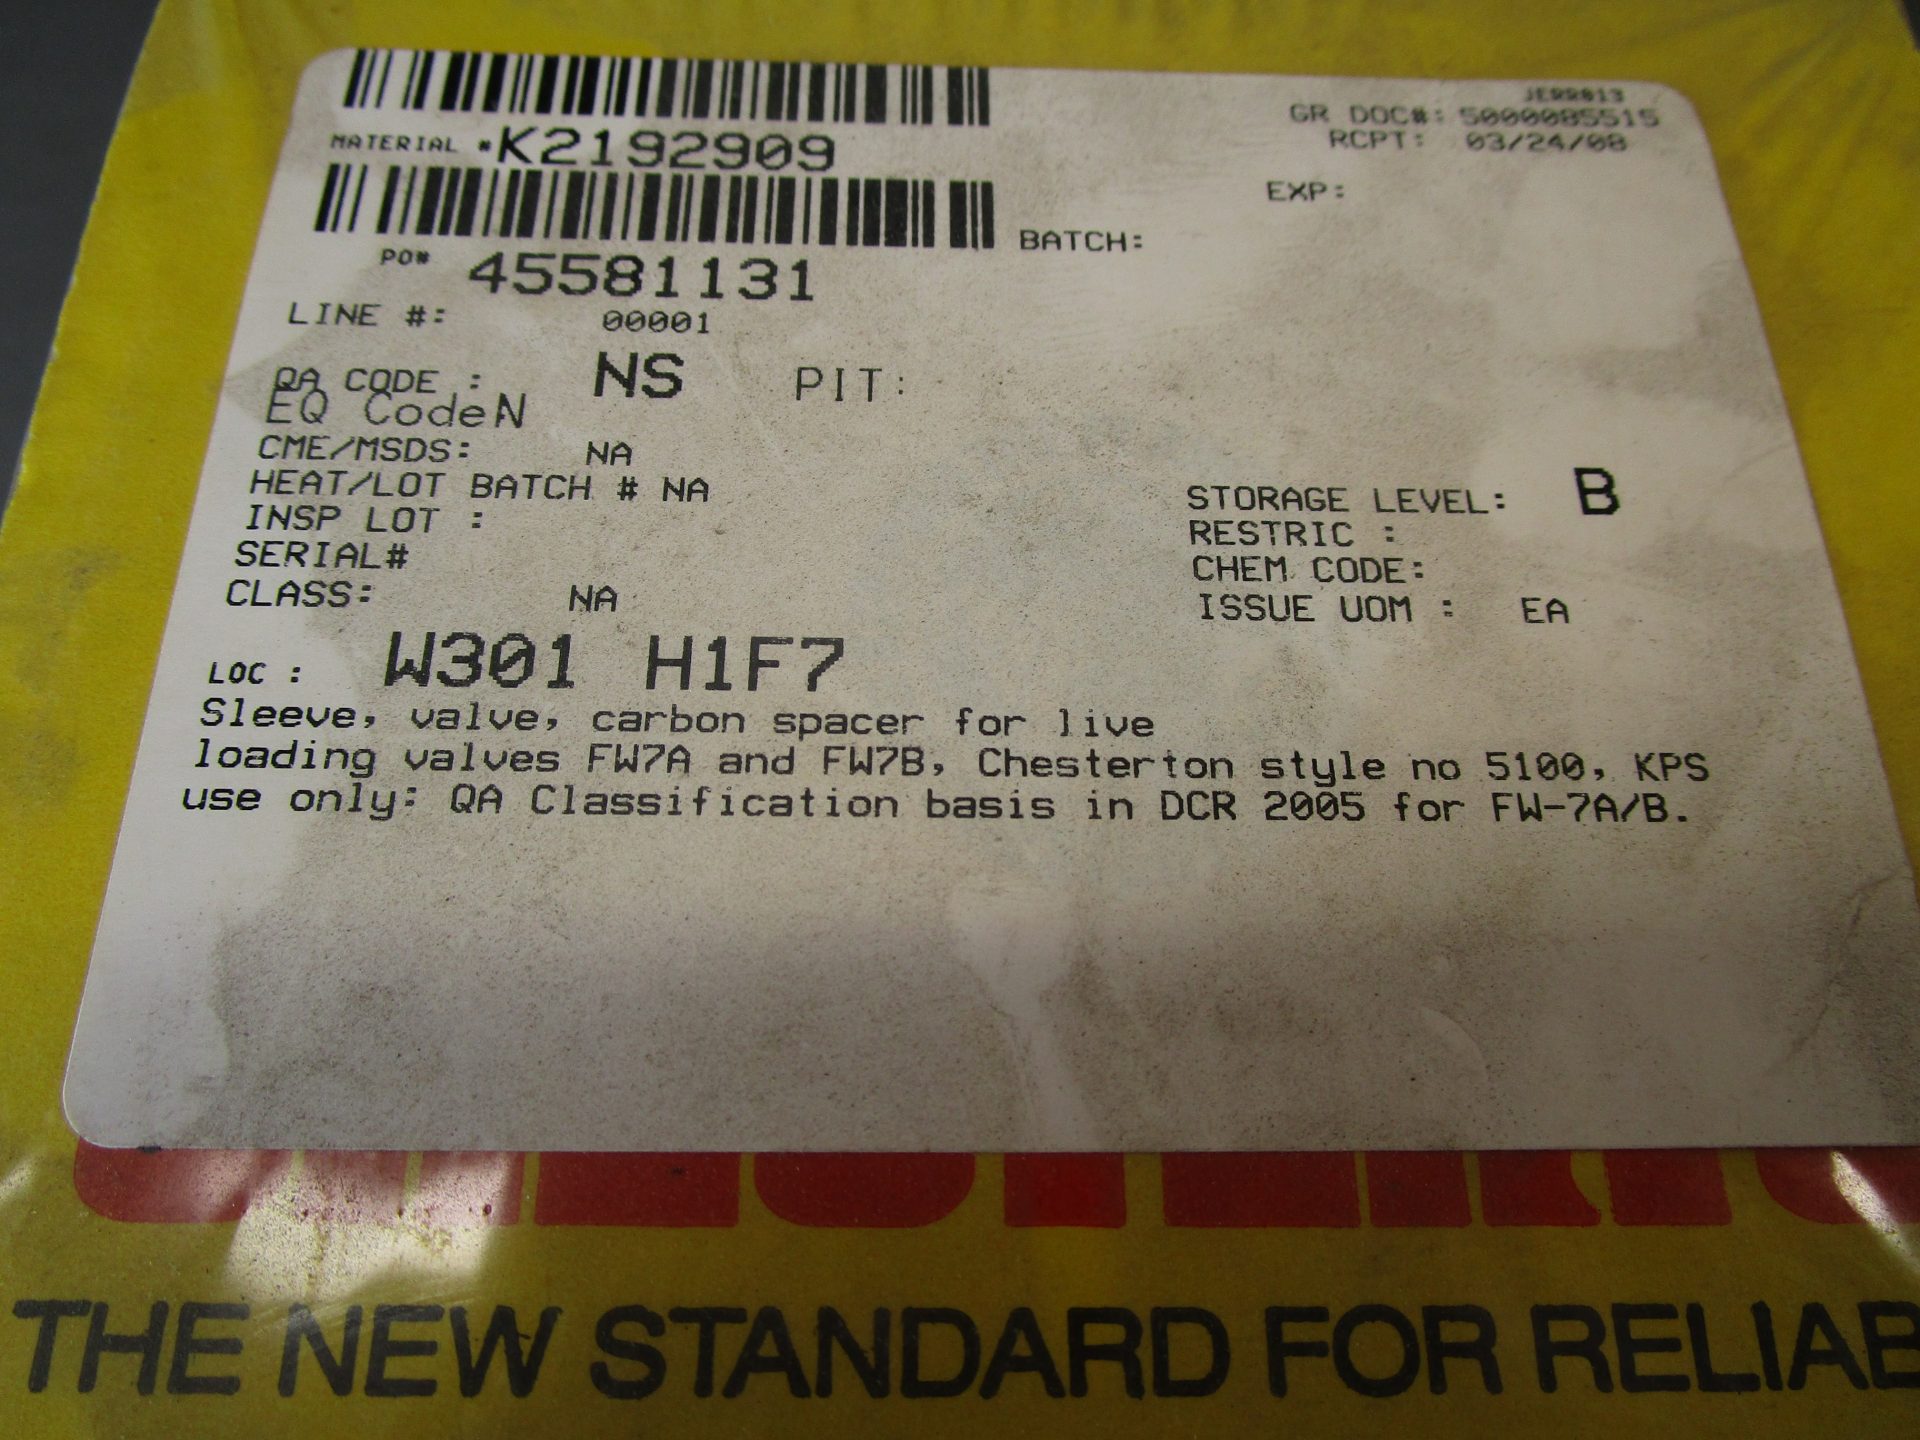 JERR013
GR DOC#: 5000085515
RCPT: 03/24/08
MATERIAL #K2192909
EXP:
BATCH:
PO# 45581131
LINE #: 00001
QA CODE : NS PIT:
EQ Code N
CME/MSDS: NA
HEAT/LOT BATCH # NA
INSP LOT :
SERIAL#
CLASS: NA
STORAGE LEVEL: B
RESTRIC :
CHEM CODE:
ISSUE UOM : EA
LOC : W301 H1F7
Sleeve, valve, carbon spacer for live
loading valves FW7A and FW7B, Chesterton style no 5100, KPS
use only: QA Classification basis in DCR 2005 for FW-7A/B.
THE NEW STANDARD FOR RELIAB